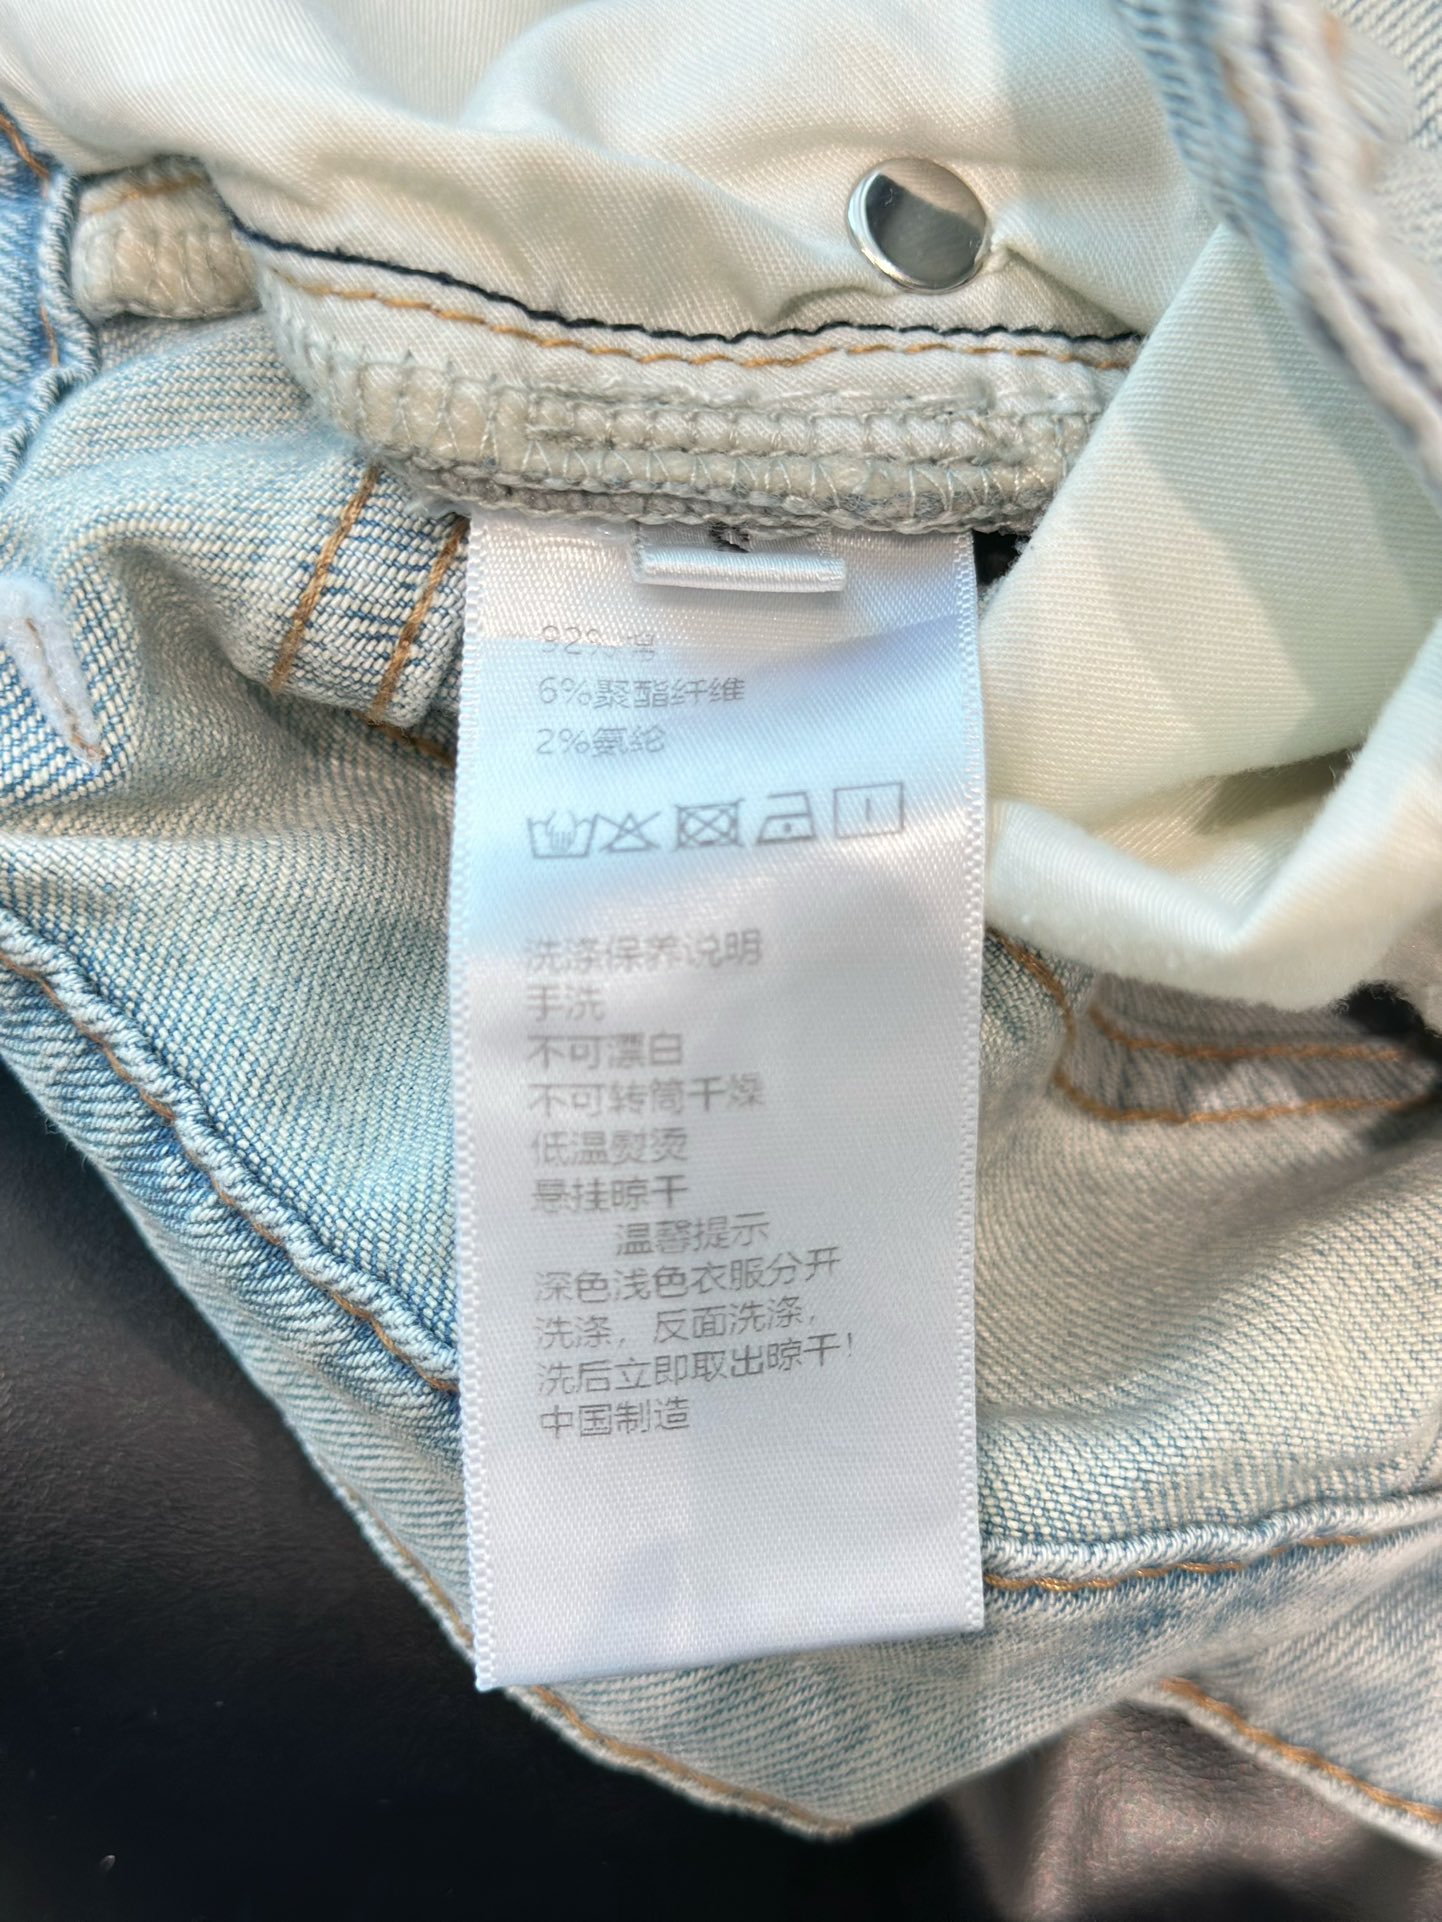 92%棉
6%聚酯纤维
2%氨纶
洗涤保养说明
手洗
不可漂白
不可转筒干燥
低温熨烫
悬挂晾干
温馨提示
深色浅色衣服分开
洗涤，反面洗涤，
洗后立即取出晾干！
中国制造